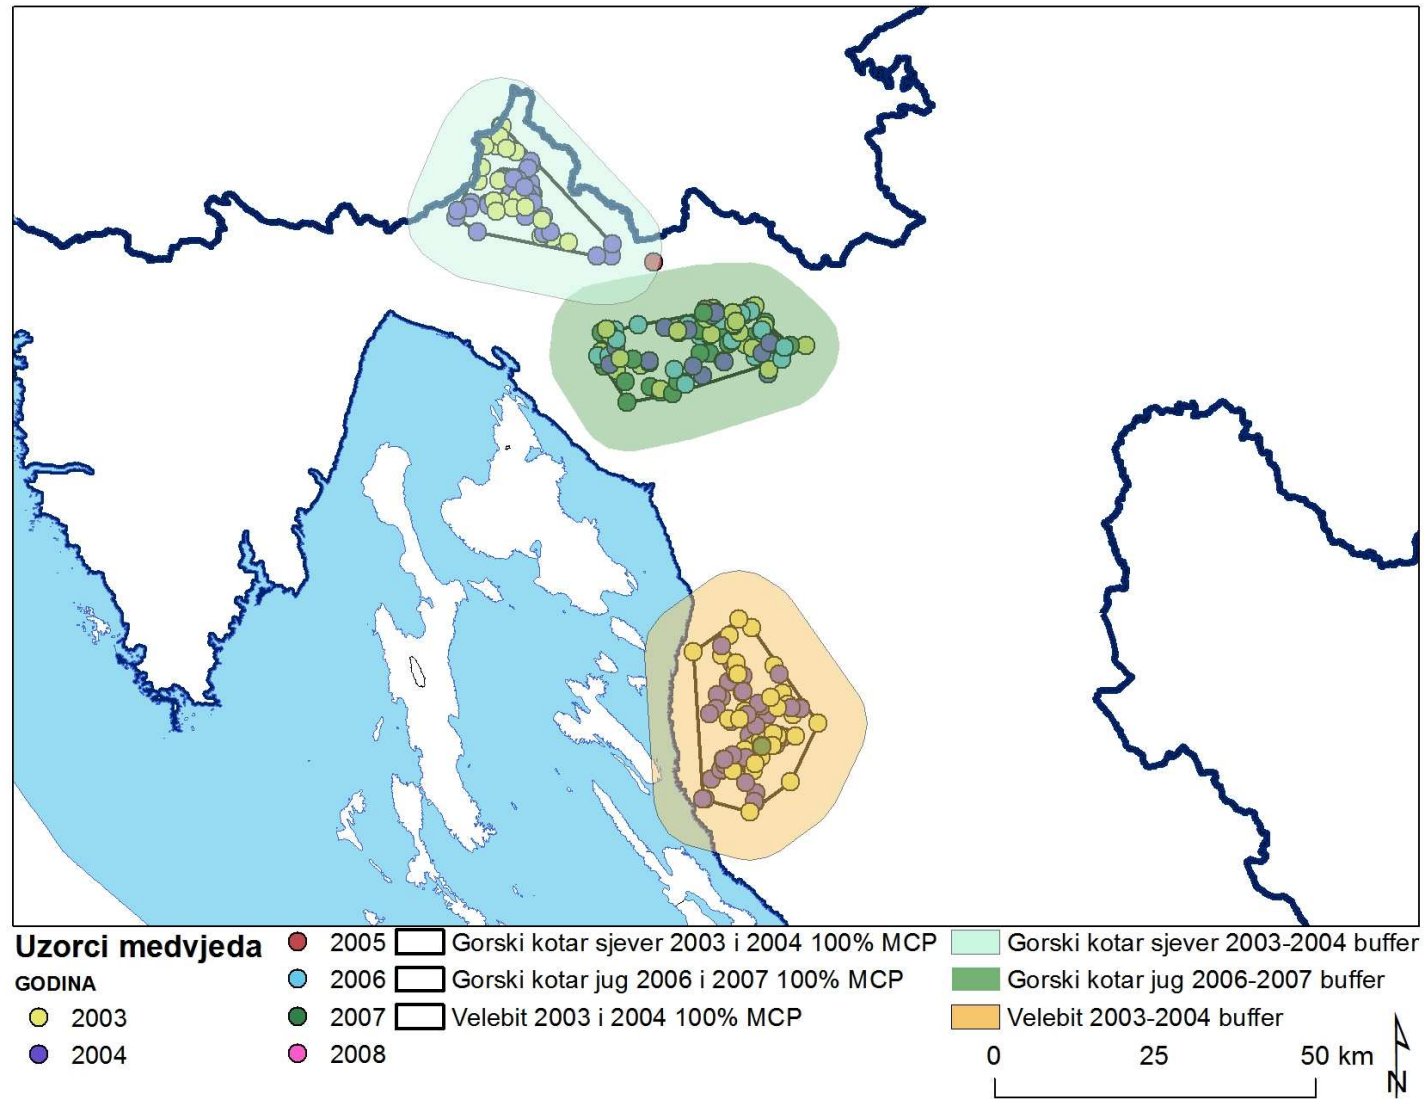 Uzorci medvjeda
GODINA
2003
2004
2005
2006
2007
2008
Gorski kotar sjever 2003 i 2004 100% MCP
Gorski kotar jug 2006 i 2007 100% MCP
Velebit 2003 i 2004 100% MCP
Gorski kotar sjever 2003-2004 buffer
Gorski kotar jug 2006-2007 buffer
Velebit 2003-2004 buffer
0 25 50 km
N